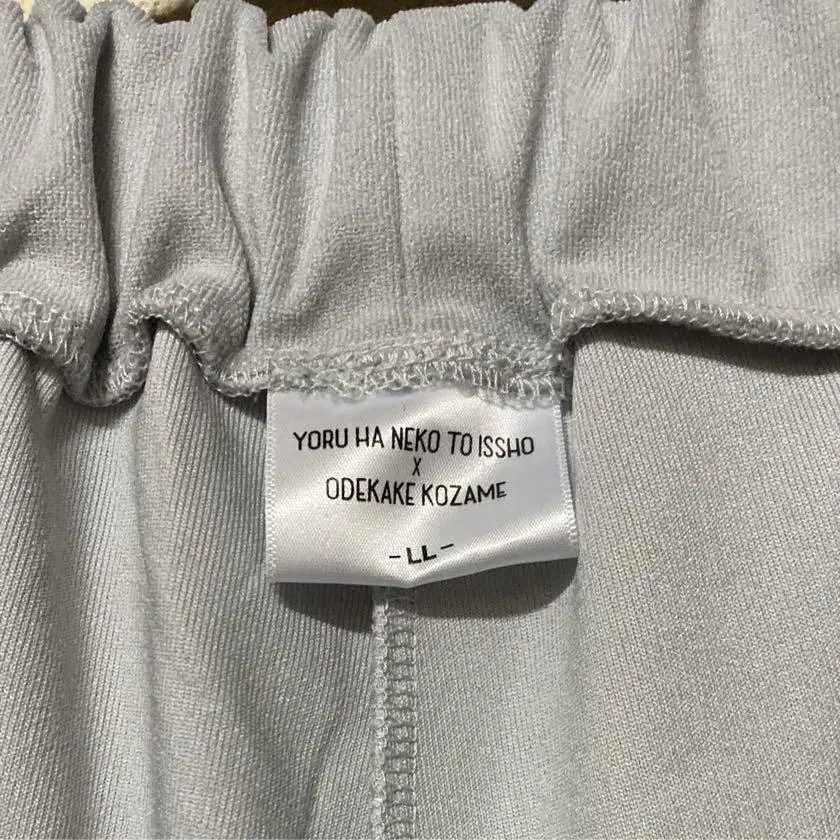 YORU HA NEKO TO ISSHO
X
ODEKAKE KOZAME
-LL-